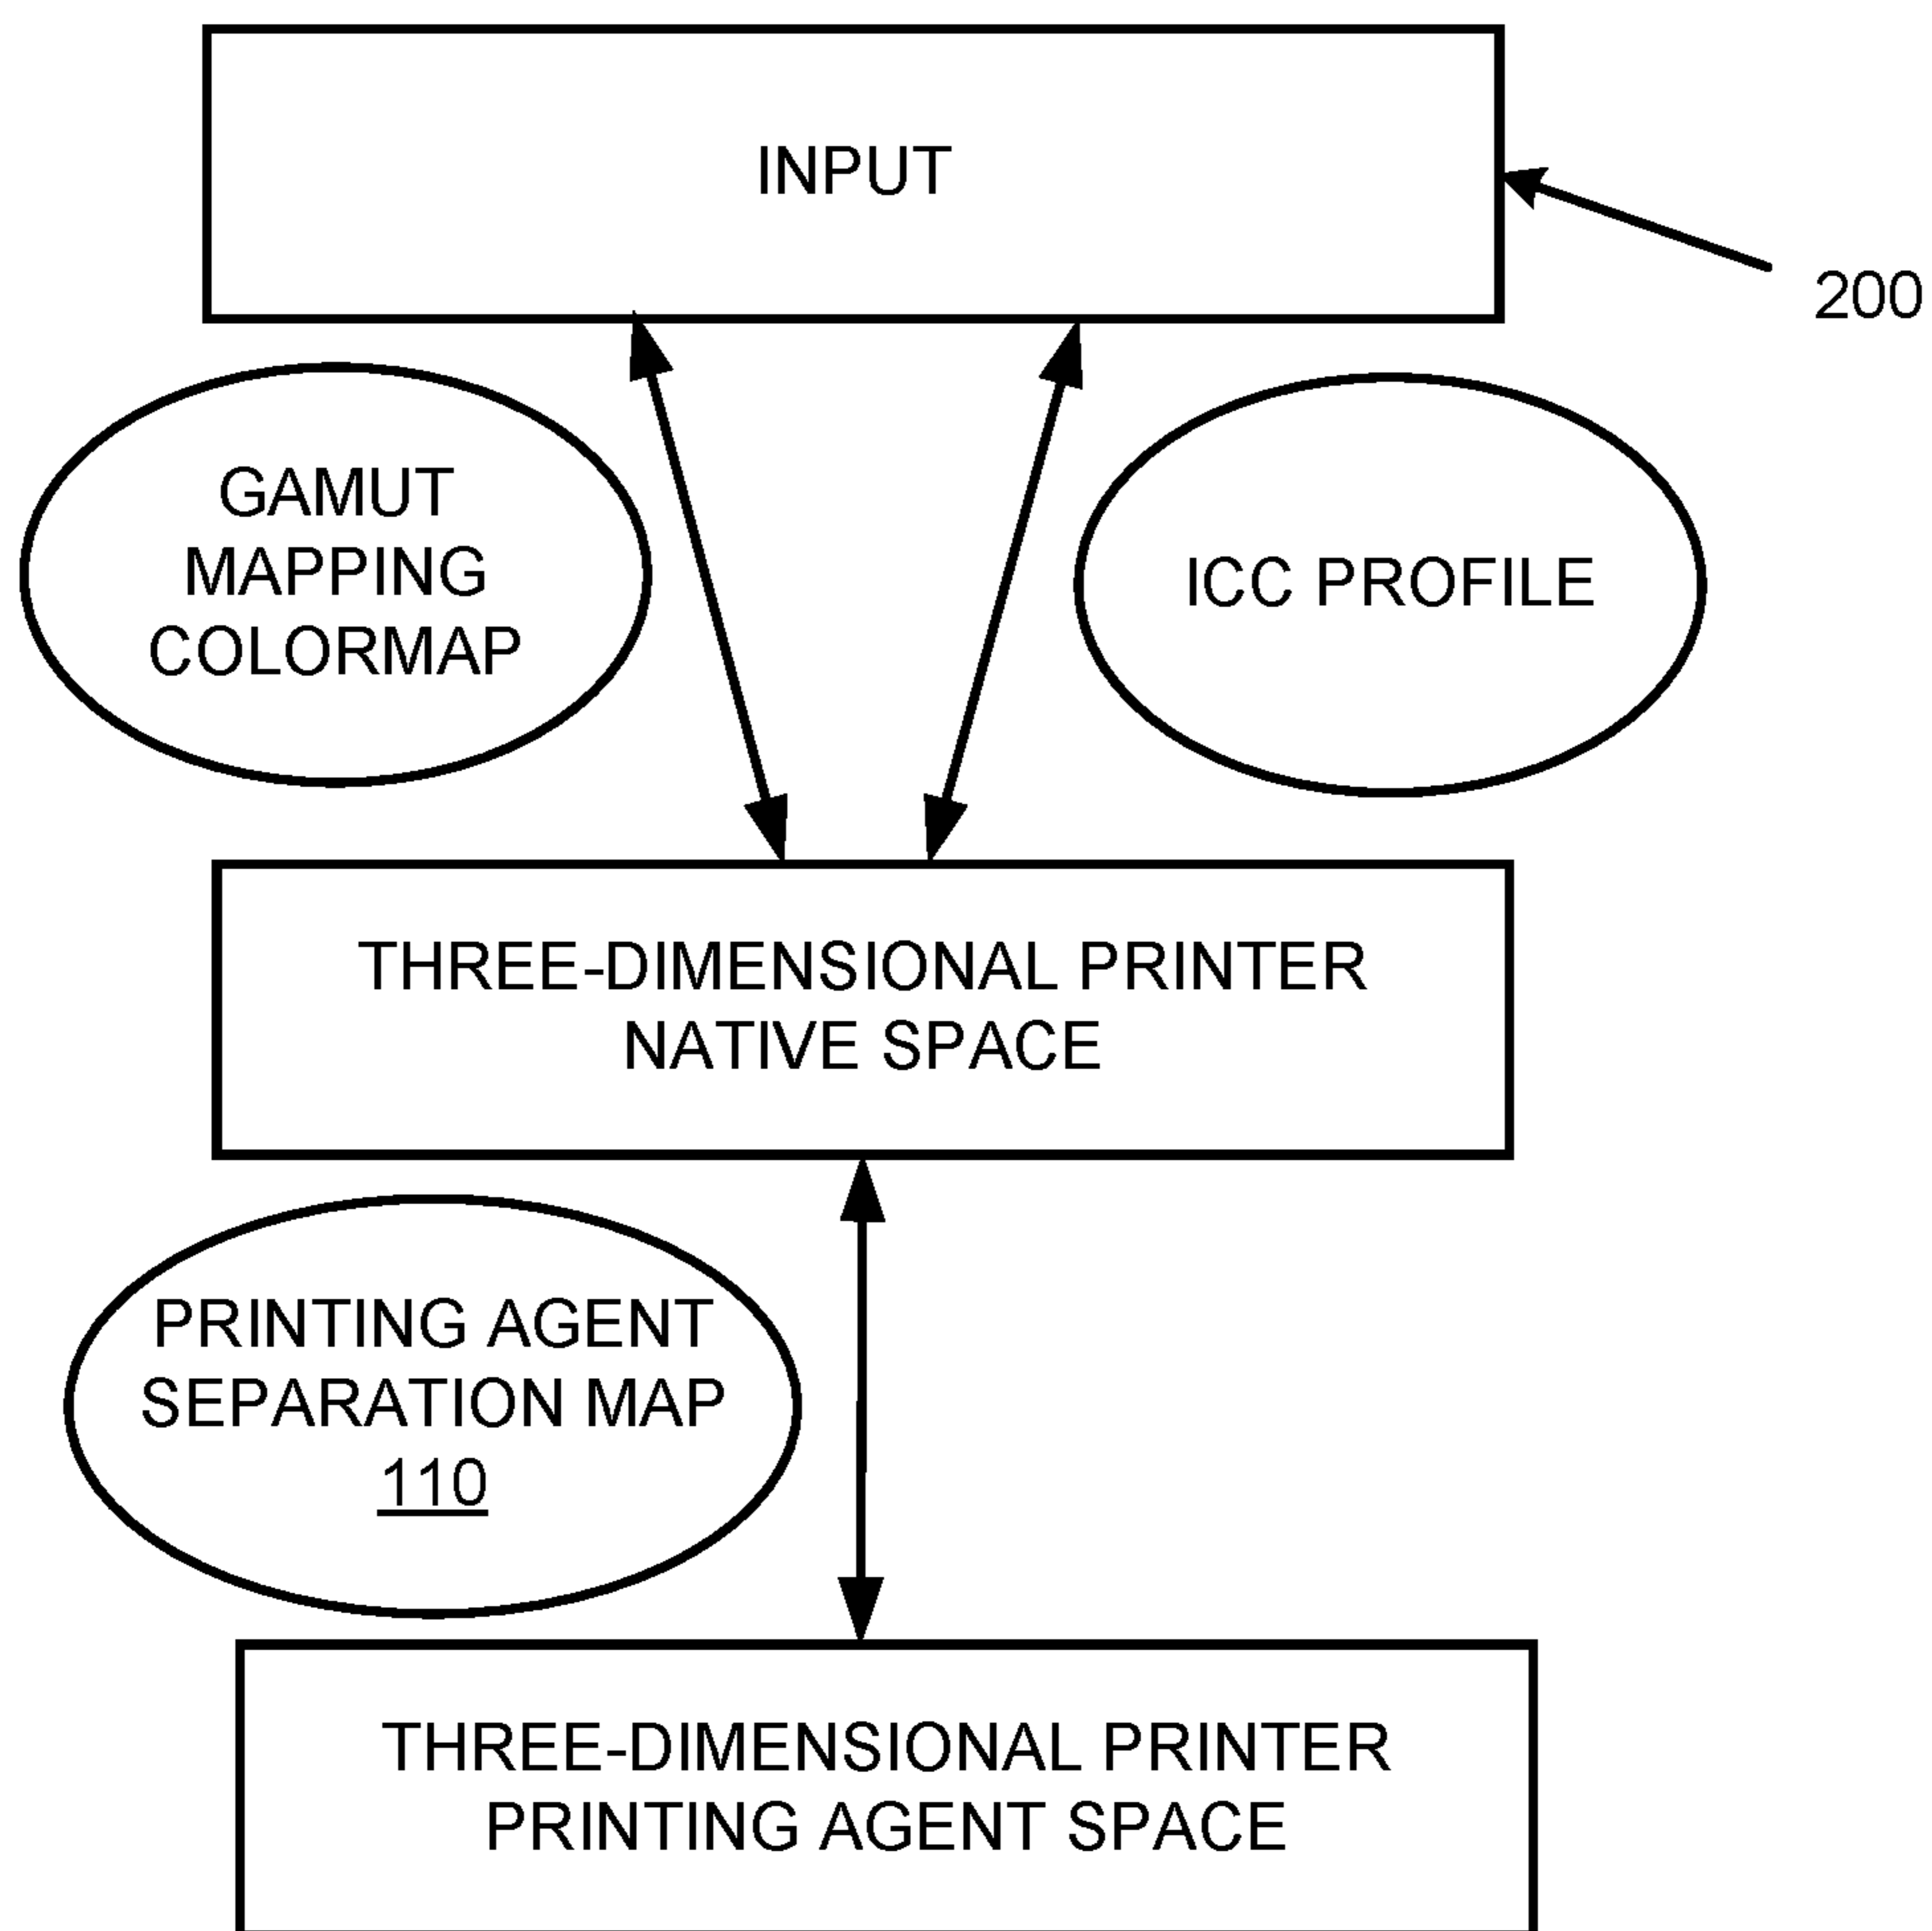 INPUT
200
GAMUT
MAPPING
COLORMAP
ICC PROFILE
THREE-DIMENSIONAL PRINTER
NATIVE SPACE
PRINTING AGENT
SEPARATION MAP
110
THREE-DIMENSIONAL PRINTER
PRINTING AGENT SPACE